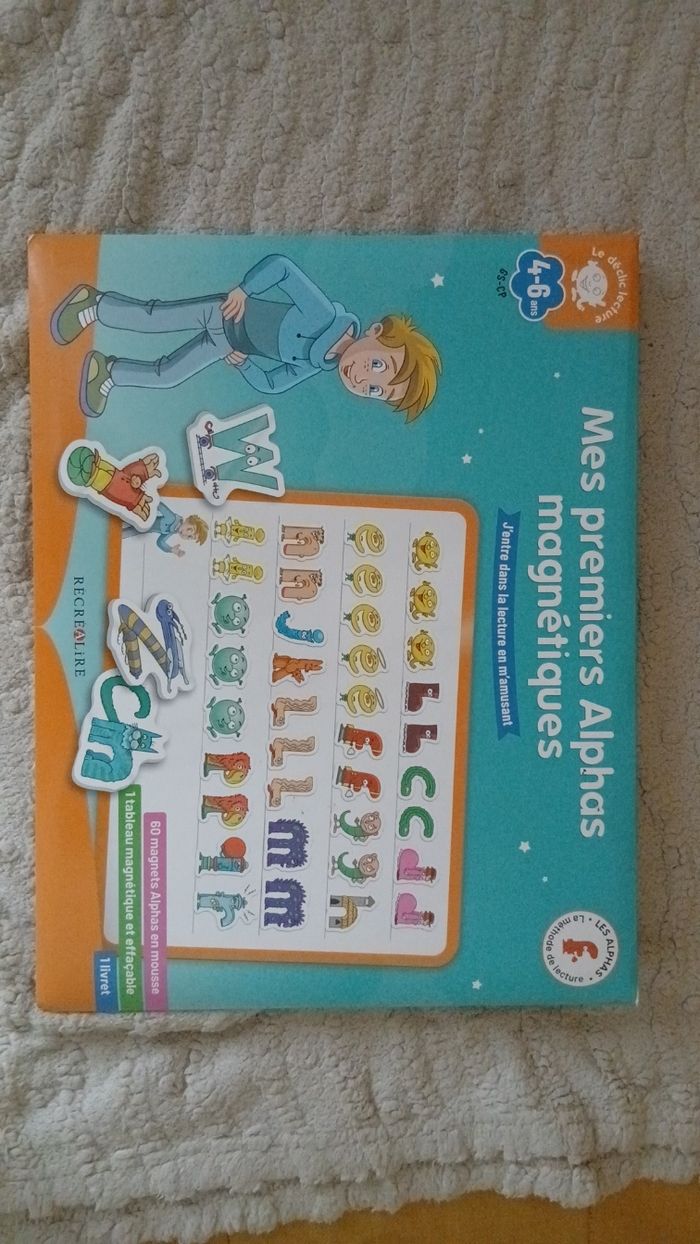 Le déclic lecture
4-6 ans
GS-CP
Mes premiers Alphas
magnétiques
J'entre dans la lecture en m'amusant
• LES ALPHAS •
La méthode de lecture
RÉCREALiRE
60 magnets Alphas en mousse
1 tableau magnétique et effaçable
1 livret